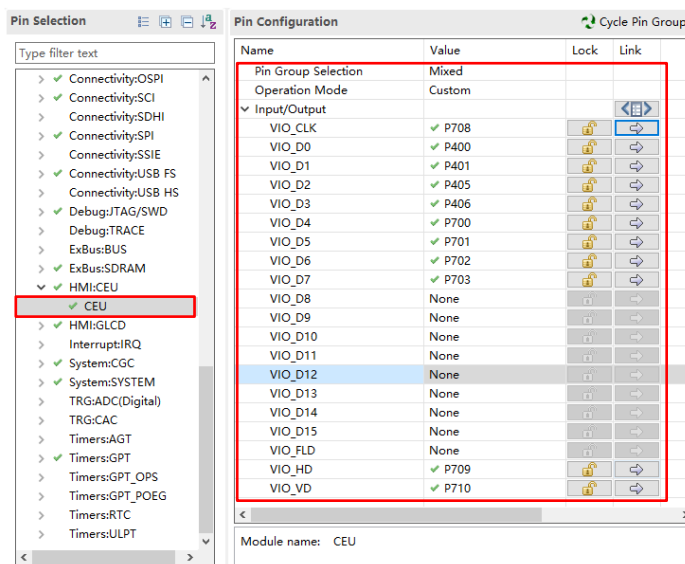 Pin Selection
Type filter text
Connectivity:OSPI
Connectivity:SCI
Connectivity:SDHI
Connectivity:SPI
Connectivity:SSIE
Connectivity:USB FS
Connectivity:USB HS
Debug:JTAG/SWD
Debug:TRACE
ExBus:BUS
ExBus:SDRAM
HMI:CEU
CEU
HMI:GLCD
Interrupt:IRQ
System:CGC
System:SYSTEM
TRG:ADC(Digital)
TRG:CAC
Timers:AGT
Timers:GPT
Timers:GPT_OPS
Timers:GPT_POEG
Timers:RTC
Timers:ULPT
Pin Configuration
Cycle Pin Group
Name Value Lock Link
Pin Group Selection Mixed
Operation Mode Custom
Input/Output
VIO_CLK P708
VIO_D0 P400
VIO_D1 P401
VIO_D2 P405
VIO_D3 P406
VIO_D4 P700
VIO_D5 P701
VIO_D6 P702
VIO_D7 P703
VIO_D8 None
VIO_D9 None
VIO_D10 None
VIO_D11 None
VIO_D12 None
VIO_D13 None
VIO_D14 None
VIO_D15 None
VIO_FLD None
VIO_HD P709
VIO_VD P710
Module name: CEU